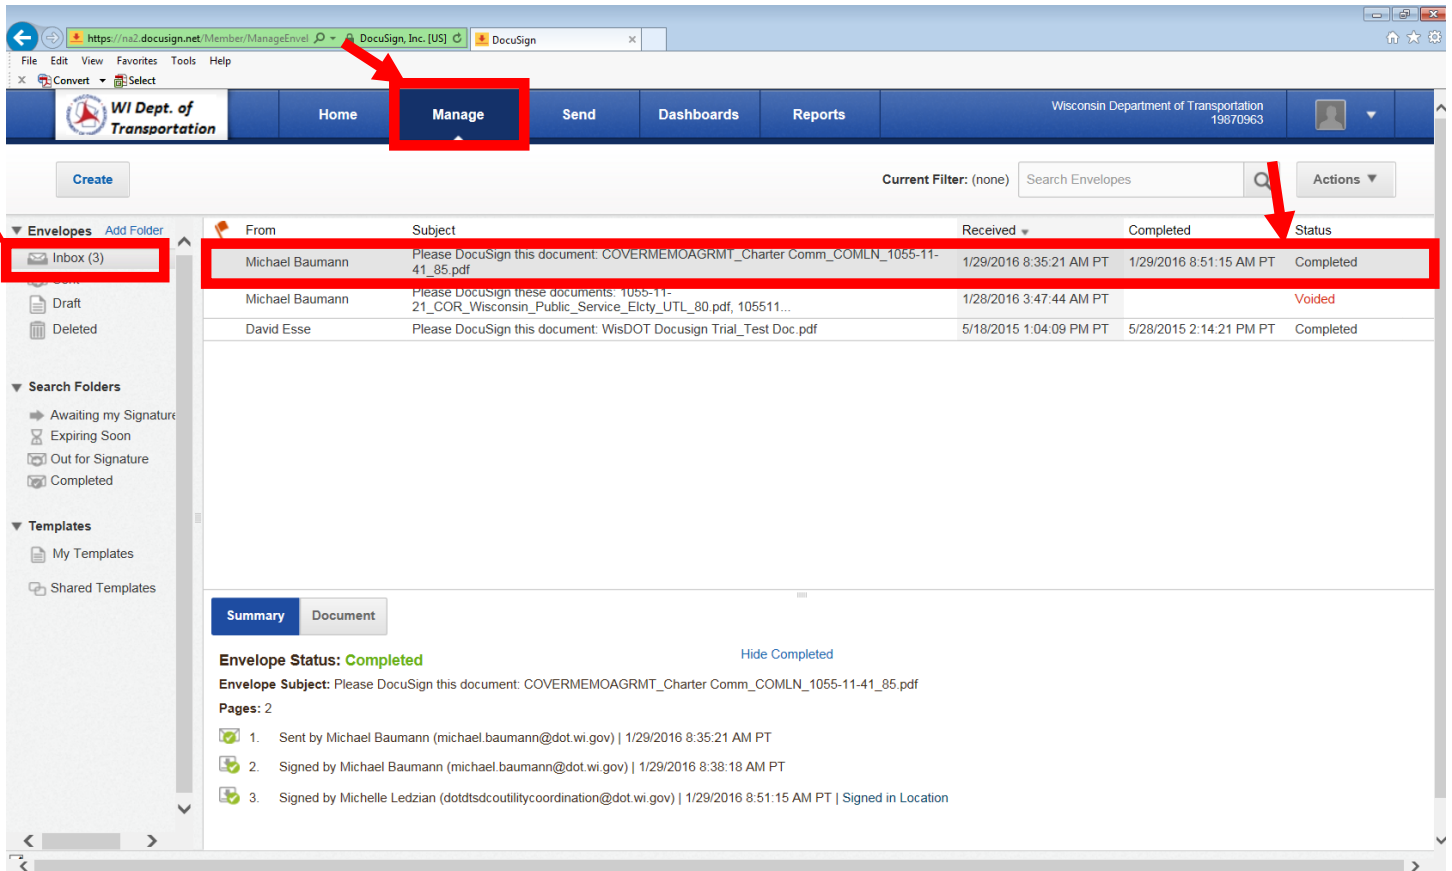 https://na2.docusign.net/Member/ManageEnvel
DocuSign, Inc. [US]
DocuSign
File Edit View Favorites Tools Help
Convert Select
WI Dept. of
Transportation
Home Manage Send Dashboards Reports
Wisconsin Department of Transportation
19870963
Create
Current Filter: (none) Search Envelopes Actions
Envelopes Add Folder
From Subject Received Completed Status
Inbox (3)
Michael Baumann Please DocuSign this document: COVERMEMOAGRMT_Charter Comm_COMLN_1055-11-
41_85.pdf 1/29/2016 8:35:21 AM PT 1/29/2016 8:51:15 AM PT Completed
Draft
Deleted
Michael Baumann Please DocuSign these documents: 1055-11-
21_COR_Wisconsin_Public_Service_Elcty_UTL_80.pdf, 105511... 1/28/2016 3:47:44 AM PT Voided
David Esse Please DocuSign this document: WisDOT Docusign Trial_Test Doc.pdf 5/18/2015 1:04:09 PM PT 5/28/2015 2:14:21 PM PT Completed
Search Folders
Awaiting my Signature
Expiring Soon
Out for Signature
Completed
Templates
My Templates
Shared Templates
Summary Document
Envelope Status: Completed Hide Completed
Envelope Subject: Please DocuSign this document: COVERMEMOAGRMT_Charter Comm_COMLN_1055-11-41_85.pdf
Pages: 2
1. Sent by Michael Baumann (michael.baumann@dot.wi.gov) | 1/29/2016 8:35:21 AM PT
2. Signed by Michael Baumann (michael.baumann@dot.wi.gov) | 1/29/2016 8:38:18 AM PT
3. Signed by Michelle Ledzian (dotdtsdcoutilitycoordination@dot.wi.gov) | 1/29/2016 8:51:15 AM PT | Signed in Location